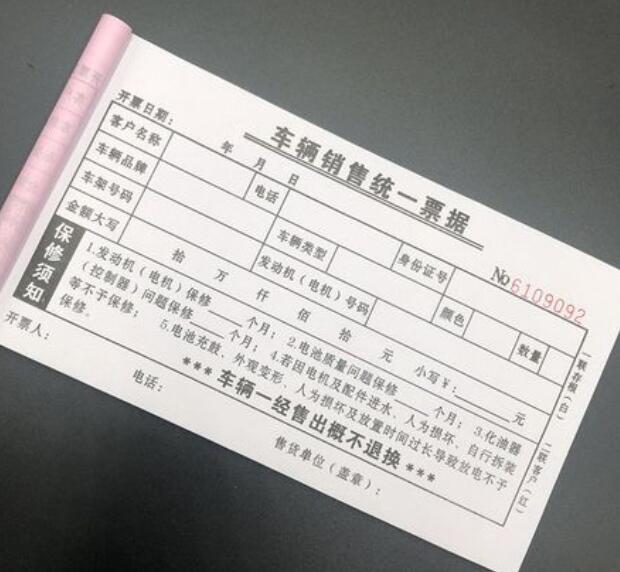 车辆销售统一票据
开票日期： 年 月 日
No 6109092
客户名称 电话 身份证号
车辆品牌 车辆类型 颜色 数量
车架号码 发动机（电机）号码
金额大写 拾 万 仟 佰 拾 元 小写￥： 元
保修须知
1.发动机（电机）保修 个月； 2.电池质量问题保修 个月； 3.化油器
（控制器）问题保修 个月； 4.若因电机及配件进水、人为损坏、自行拆装
等不于保修； 5.电池充鼓、外观变形、人为损坏及放置时间过长导致放电不于
保修。
*** 车辆一经售出概不退换 ***
一联存根（白） 二联客户（红
开票人： 电话： 售货单位（盖章）：